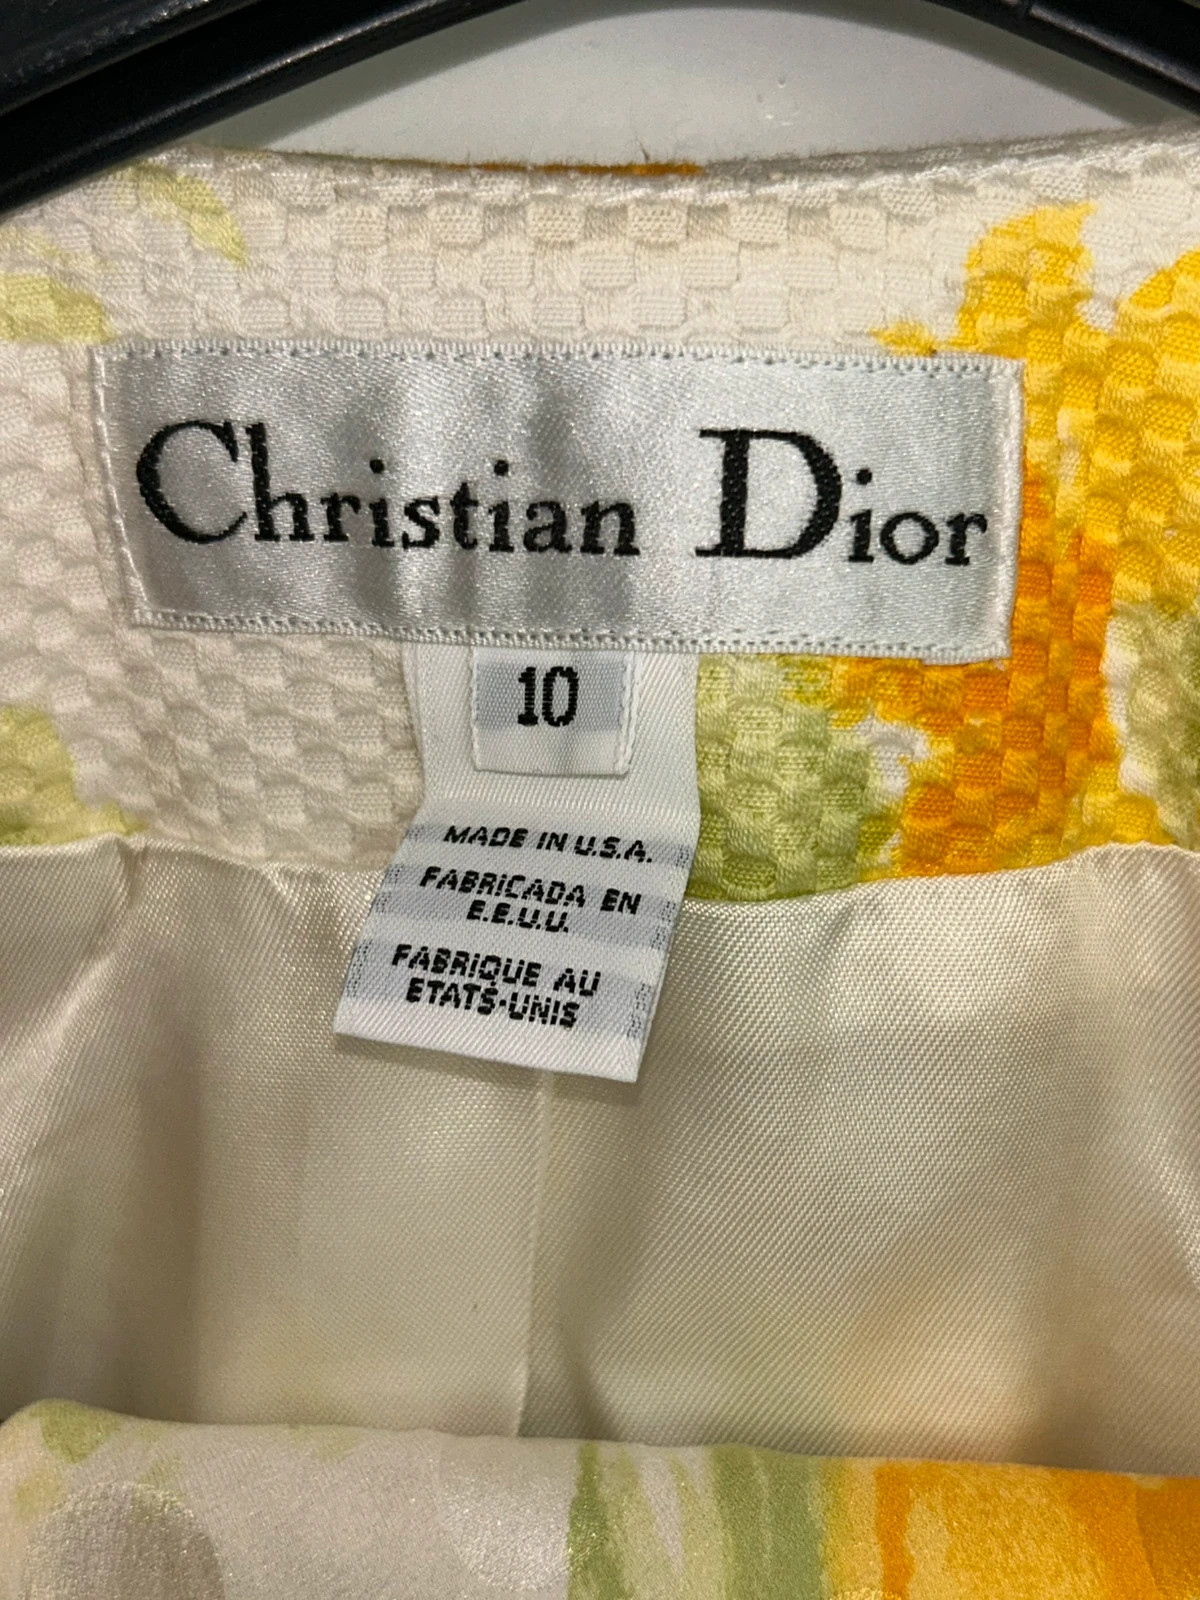 Christian Dior
10
MADE IN U.S.A.
FABRICADA EN
E.E.U.U.
FABRIQUE AU
ETATS-UNIS